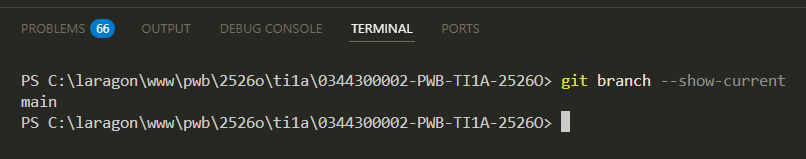 PROBLEMS 66 OUTPUT DEBUG CONSOLE TERMINAL PORTS
PS C:\laragon\www\pwb\2526o\ti1a\0344300002-PWB-TI1A-2526O> git branch --show-current
main
PS C:\laragon\www\pwb\2526o\ti1a\0344300002-PWB-TI1A-2526O>